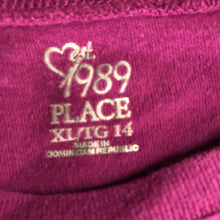 est.
1989
PLACE
XL/TG 14
MADE IN
DOMINICAN REPUBLIC